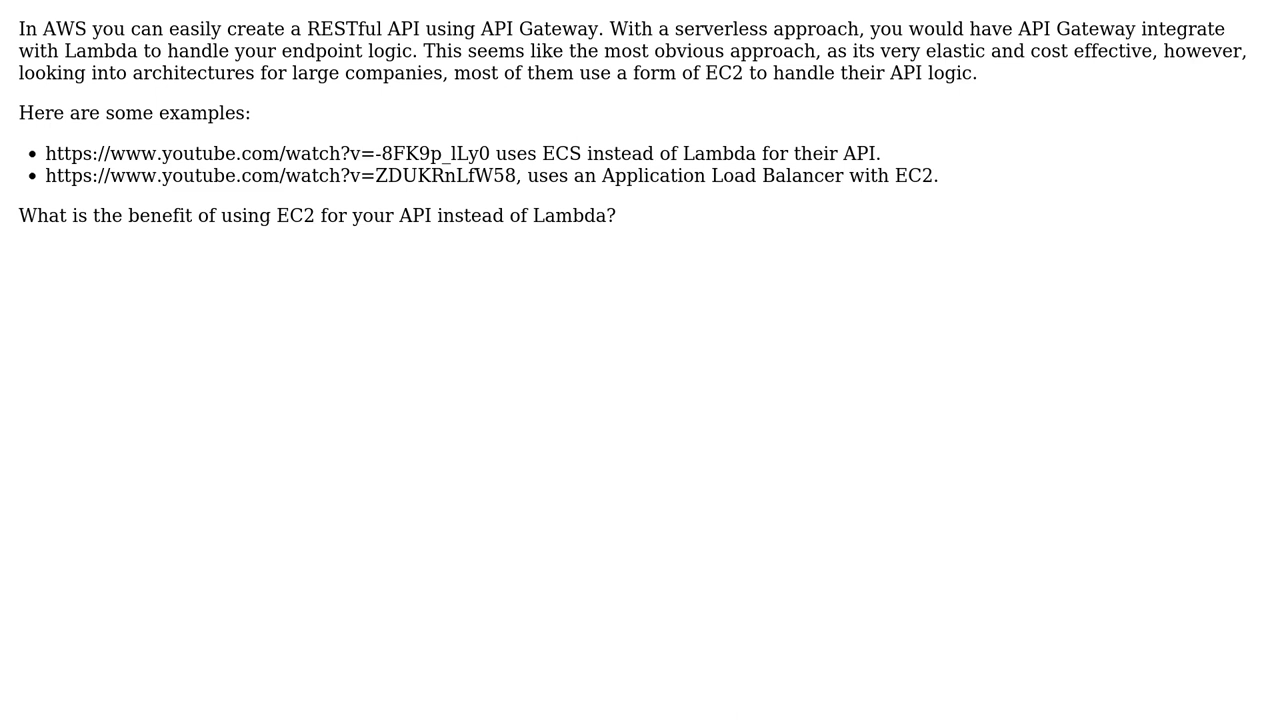 In AWS you can easily create a RESTful API using API Gateway. With a serverless approach, you would have API Gateway integrate
with Lambda to handle your endpoint logic. This seems like the most obvious approach, as its very elastic and cost effective, however,
looking into architectures for large companies, most of them use a form of EC2 to handle their API logic.
Here are some examples:
• https://www.youtube.com/watch?v=-8FK9p_lLy0 uses ECS instead of Lambda for their API.
• https://www.youtube.com/watch?v=ZDUKRnLfW58, uses an Application Load Balancer with EC2.
What is the benefit of using EC2 for your API instead of Lambda?